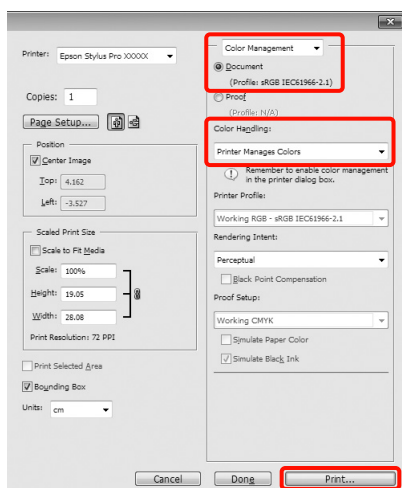 Printer: Epson Stylus Pro XXXXX
Copies: 1
Page Setup...
Position
Center Image
Top: 4.162
Left: -3.527
Scaled Print Size
Scale to Fit Media
Scale: 100%
Height: 19.05
Width: 28.08
Print Resolution: 72 PPI
Print Selected Area
Bounding Box
Units: cm
Color Management
Document
(Profile: sRGB IEC61966-2.1)
Proof
(Profile: N/A)
Color Handling:
Printer Manages Colors
Remember to enable color management
in the printer dialog box.
Printer Profile:
Working RGB - sRGB IEC61966-2.1
Rendering Intent:
Perceptual
Black Point Compensation
Proof Setup:
Working CMYK
Simulate Paper Color
Simulate Black Ink
Cancel
Done
Print...